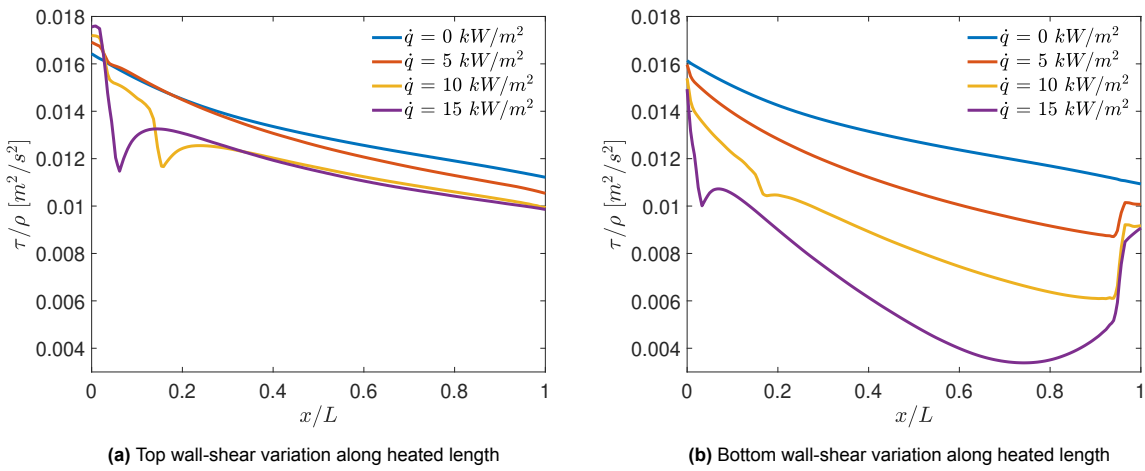 0.018
0.016
0.014
0.012
0.01
0.008
0.006
0.004
τ/ρ [m²/s²]
0 0.2 0.4 0.6 0.8 1
x/L
q̇ = 0 kW/m²
q̇ = 5 kW/m²
q̇ = 10 kW/m²
q̇ = 15 kW/m²
(a) Top wall-shear variation along heated length
0.018
0.016
0.014
0.012
0.01
0.008
0.006
0.004
τ/ρ [m²/s²]
0 0.2 0.4 0.6 0.8 1
x/L
q̇ = 0 kW/m²
q̇ = 5 kW/m²
q̇ = 10 kW/m²
q̇ = 15 kW/m²
(b) Bottom wall-shear variation along heated length